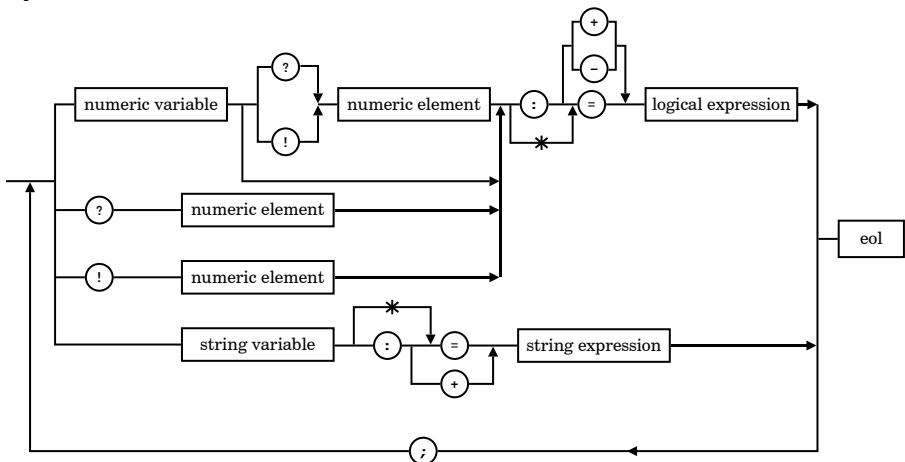 +
?
−
numeric variable
numeric element
:
=
logical expression
!
?
numeric element
eol
!
numeric element
string variable
:
=
string expression
+
;